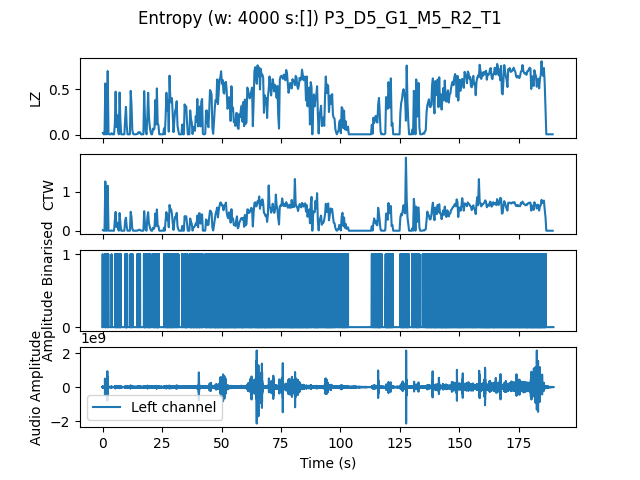 Entropy (w: 4000 s:[]) P3_D5_G1_M5_R2_T1
LZ
0.5
0.0
CTW
1
0
Amplitude Binarised
1
0
1e9
Audio Amplitude
2
0
−2
Left channel
0 25 50 75 100 125 150 175
Time (s)